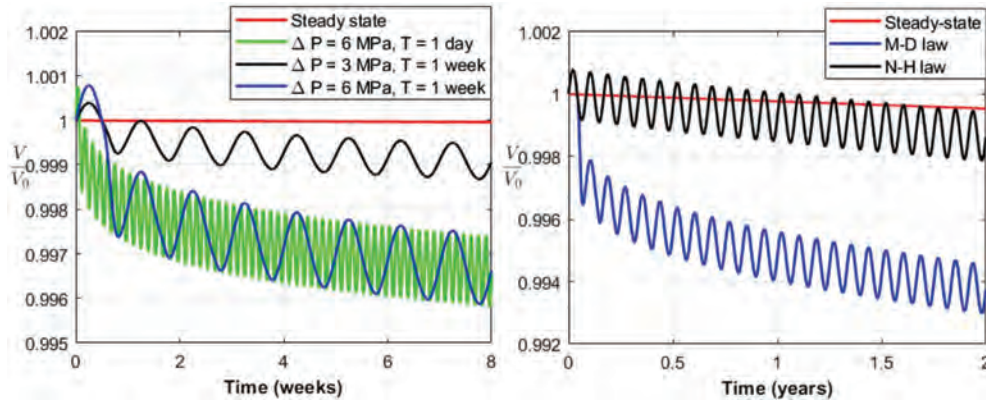 Steady state
Δ P = 6 MPa, T = 1 day
Δ P = 3 MPa, T = 1 week
Δ P = 6 MPa, T = 1 week
1.002
1.001
1
0.999
0.998
0.997
0.996
0.995
V
V₀
0
2
4
6
8
Time (weeks)
Steady-state
M-D law
N-H law
1.002
1
0.998
0.996
0.994
0.992
V
V₀
0
0.5
1
1.5
2
Time (years)